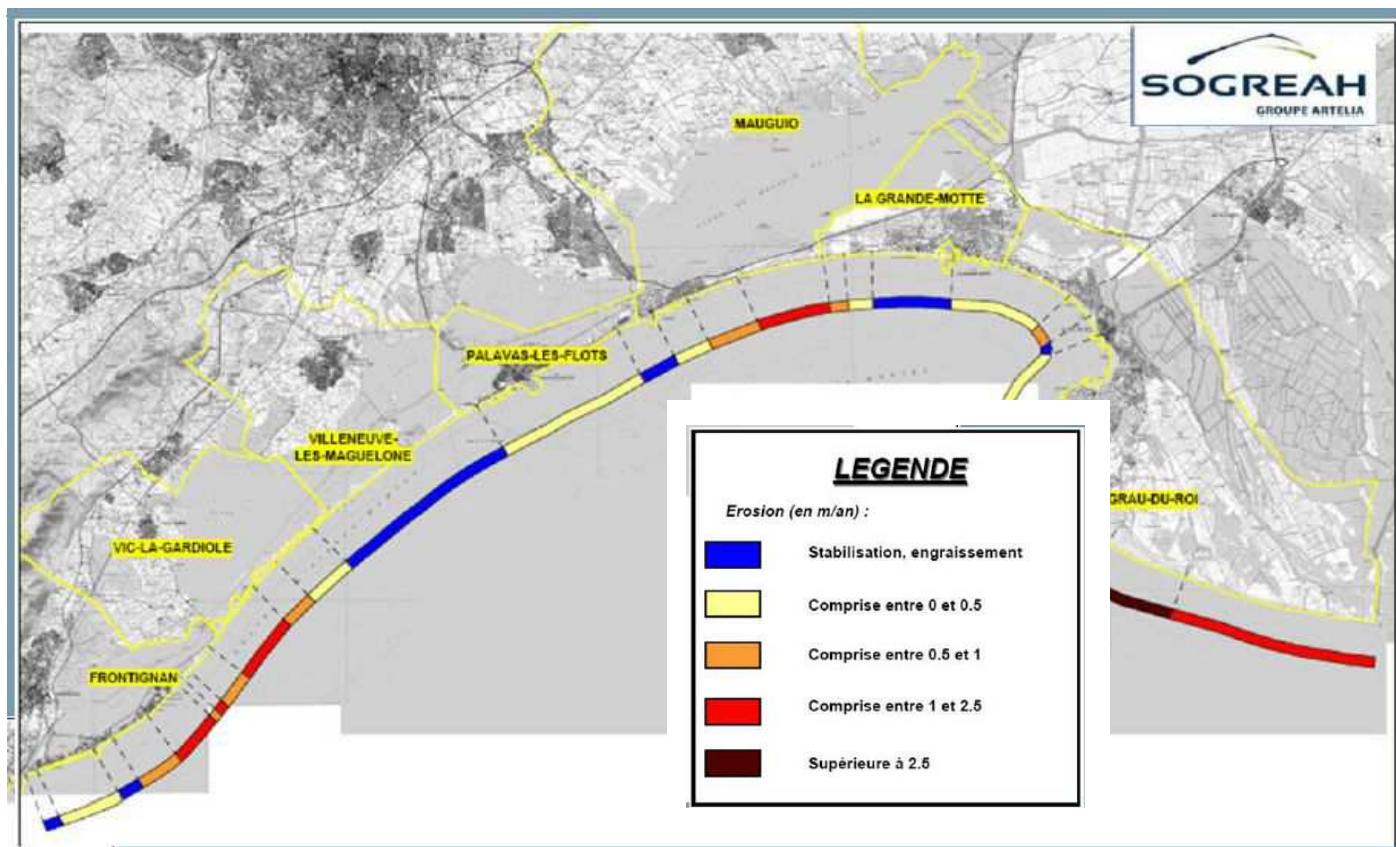 SOGREAH
GROUPE ARTELIA
MAUGUIO
LA GRANDE-MOTTE
PALAVAS-LES-FLOTS
VILLENEUVE-
LES-MAGUELONE
GRAU-DU-ROI
VIC-LA-GARDIOLE
FRONTIGNAN
LEGENDE
Erosion (en m/an) :
Stabilisation, engraissement
Comprise entre 0 et 0.5
Comprise entre 0.5 et 1
Comprise entre 1 et 2.5
Supérieure à 2.5